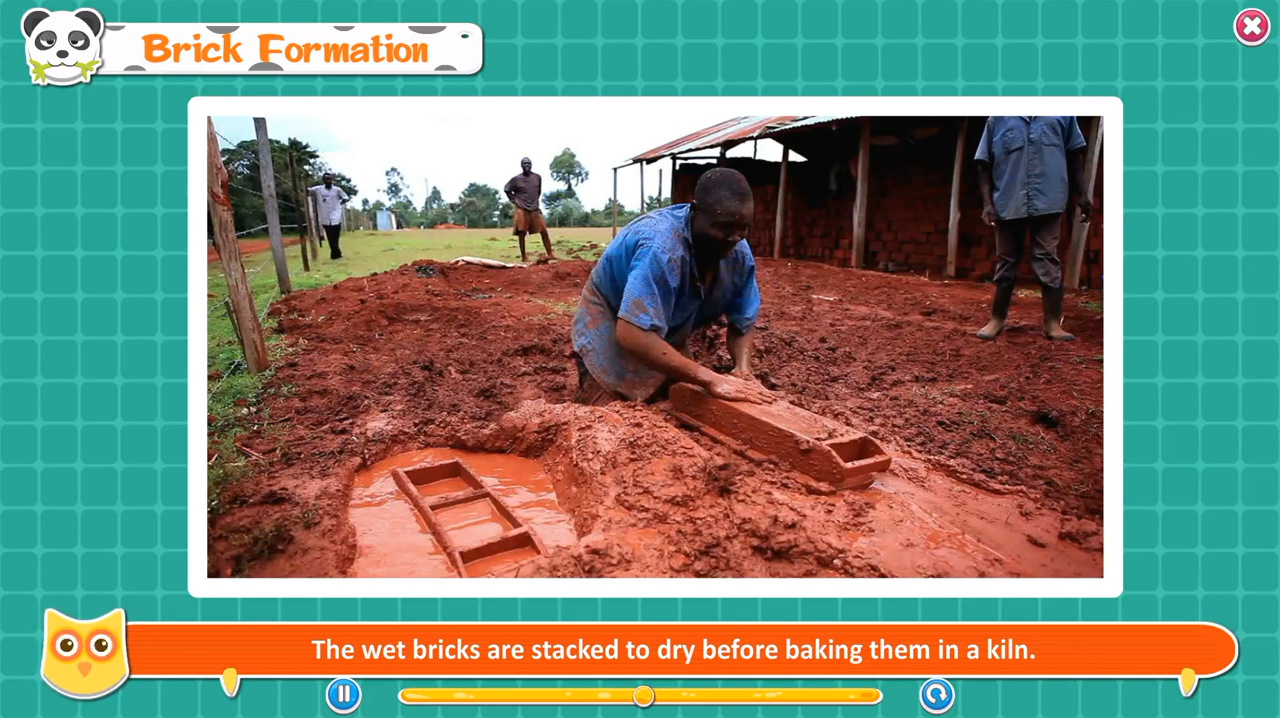 Brick Formation
The wet bricks are stacked to dry before baking them in a kiln.